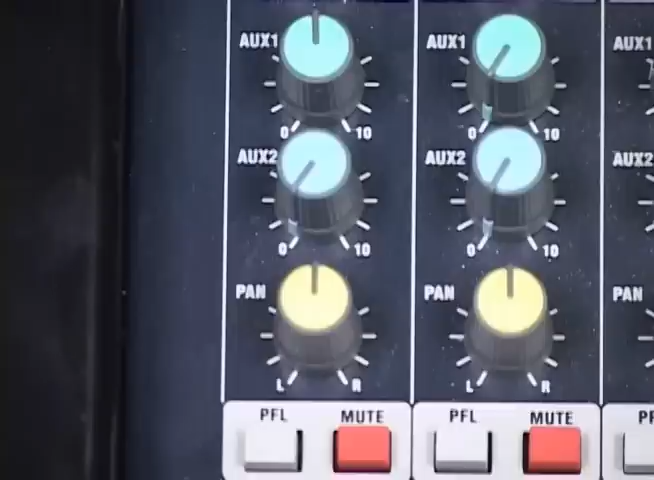 AUX1 AUX1 AUX1
0 10 0 10
AUX2 AUX2 AUX2
0 10 0 10
PAN PAN PAN
L R L R
PFL MUTE PFL MUTE